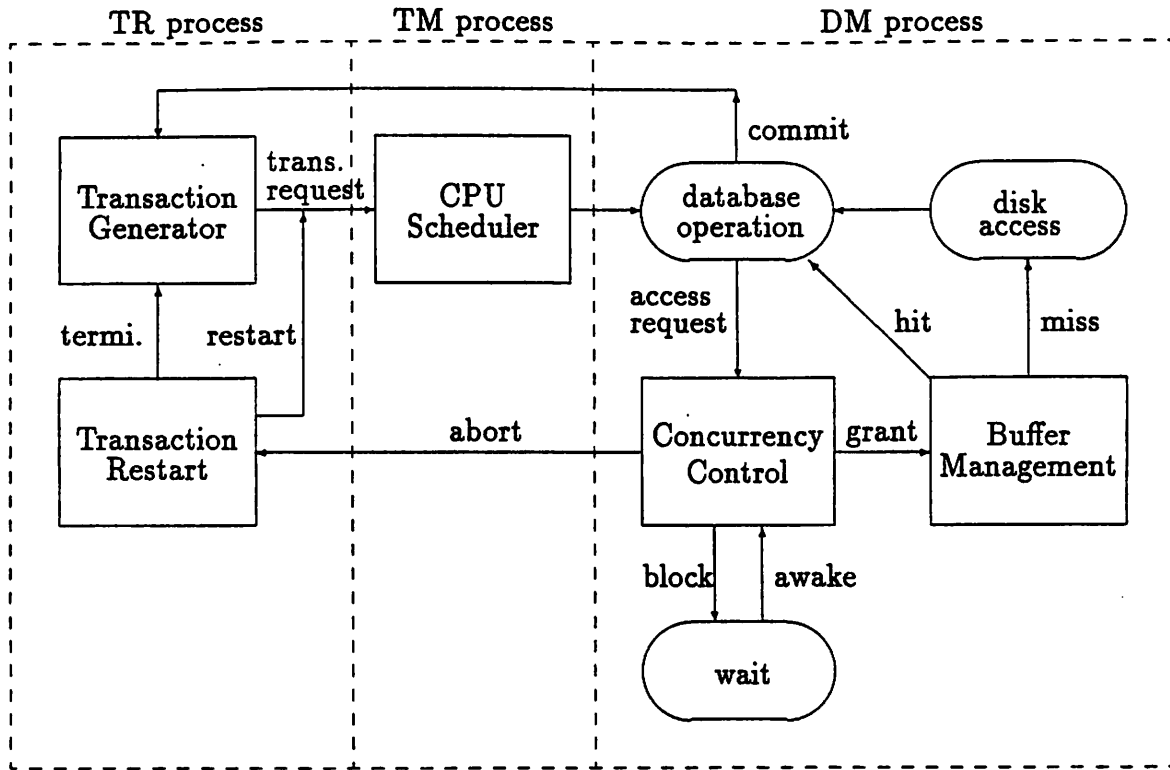 TR process
TM process
DM process
commit
trans.
request
Transaction
Generator
CPU
Scheduler
database
operation
disk
access
termi.
restart
access
request
hit
miss
Transaction
Restart
abort
Concurrency
Control
grant
Buffer
Management
block
awake
wait